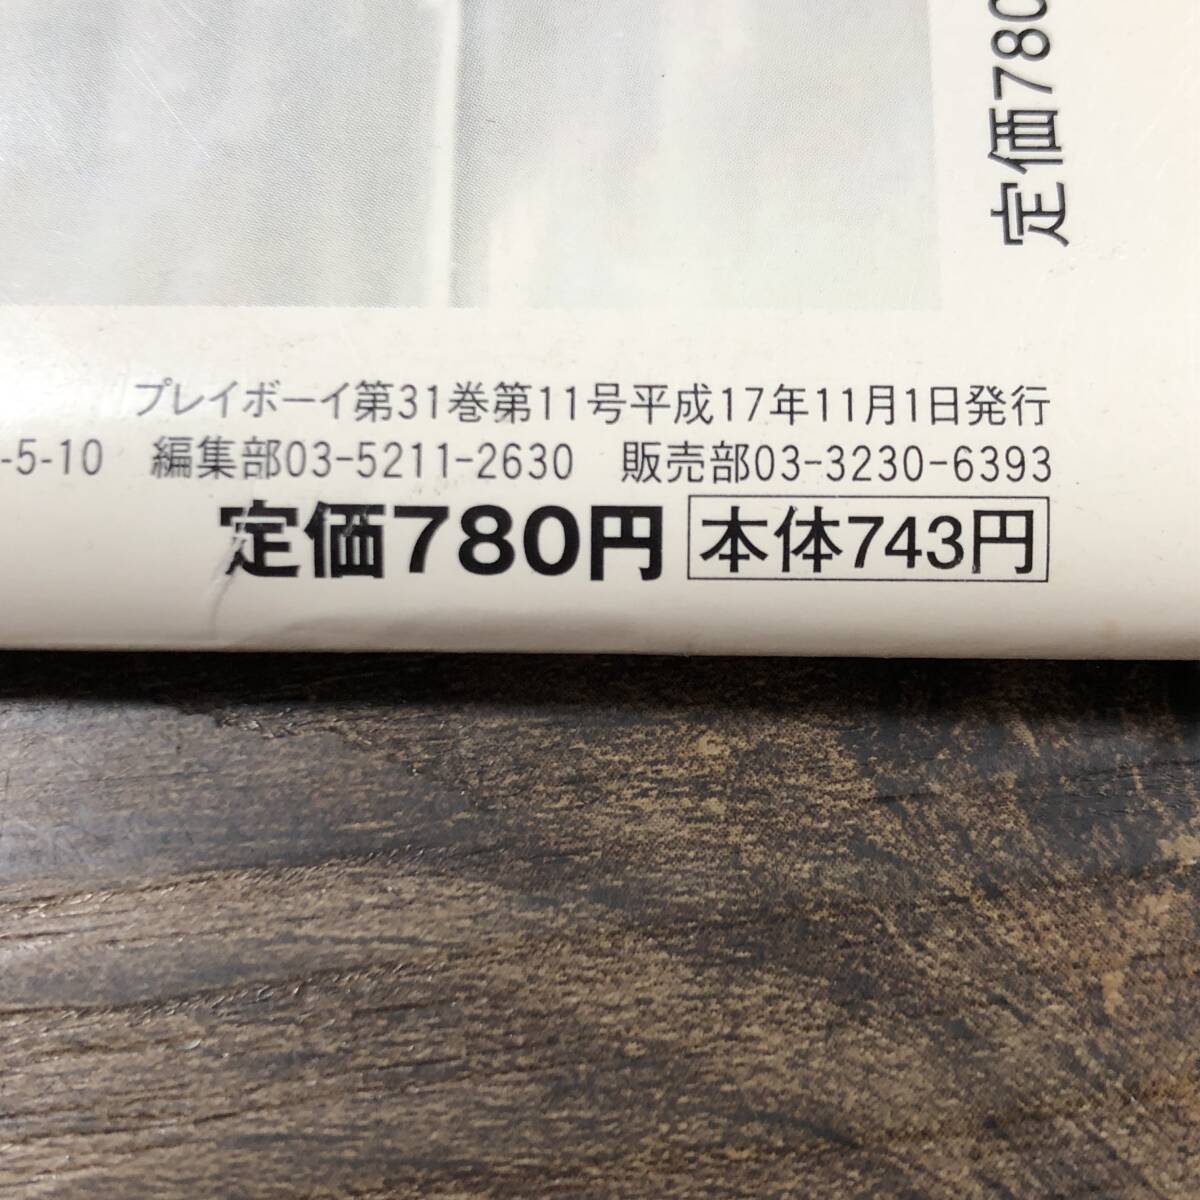 定価780
プレイボーイ第31巻第11号平成17年11月1日発行
-5-10 編集部03-5211-2630 販売部03-3230-6393
定価780円 本体743円